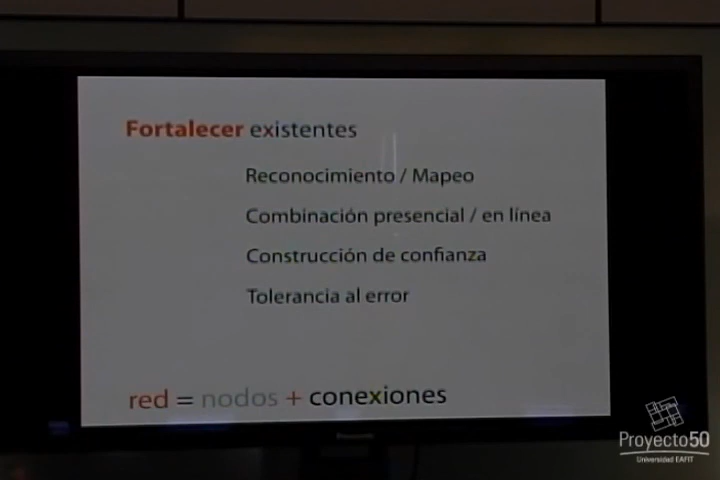 Fortalecer existentes
Reconocimiento / Mapeo
Combinación presencial / en línea
Construcción de confianza
Tolerancia al error
red = nodos + conexiones
Proyecto50
Universidad EAFIT